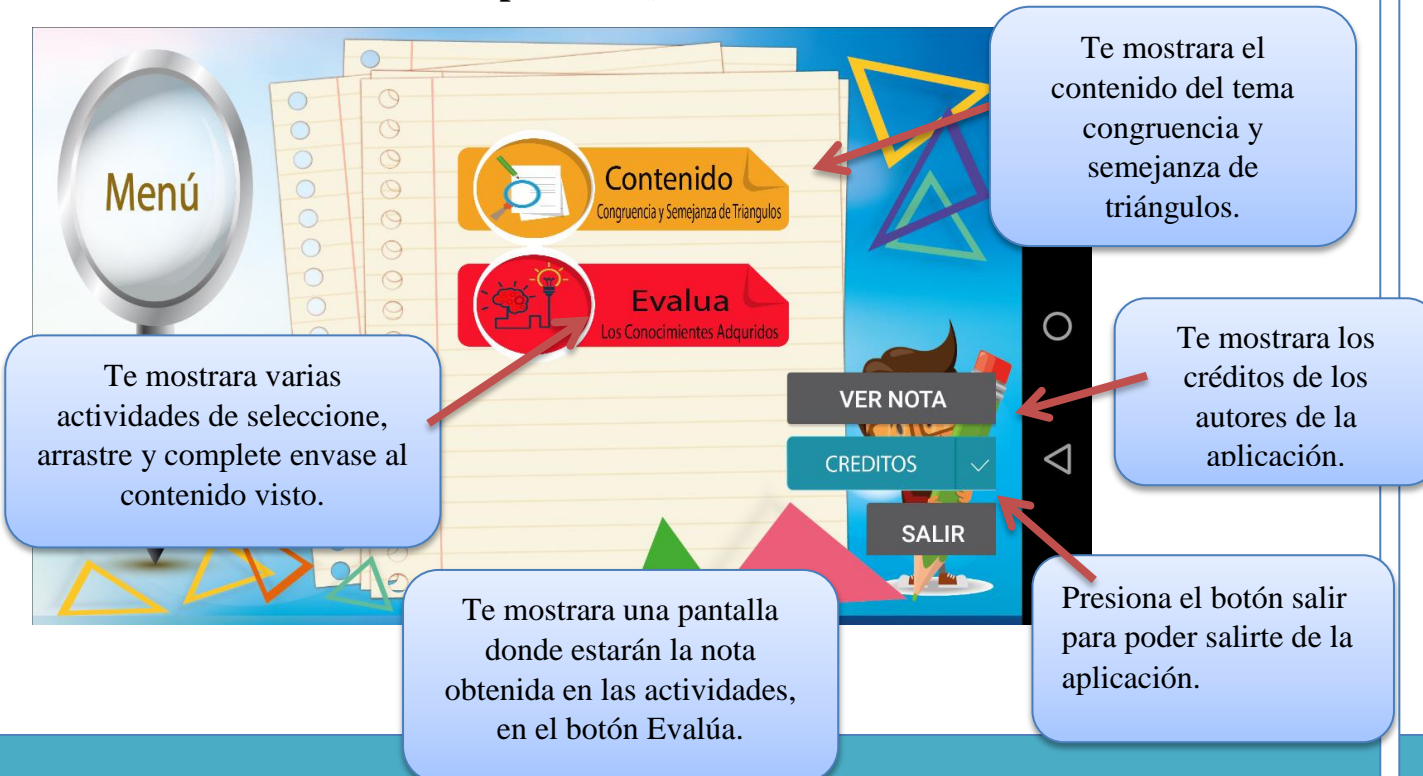 Te mostrara el
contenido del tema
congruencia y
semejanza de
triángulos.
Menú
Contenido
Congruencia y Semejanza de Triangulos
Evalua
Los Conocimientos Adquridos
Te mostrara varias
actividades de seleccione,
arrastre y complete envase al
contenido visto.
Te mostrara los
créditos de los
autores de la
aplicación.
VER NOTA
CREDITOS
SALIR
Te mostrara una pantalla
donde estarán la nota
obtenida en las actividades,
en el botón Evalúa.
Presiona el botón salir
para poder salirte de la
aplicación.